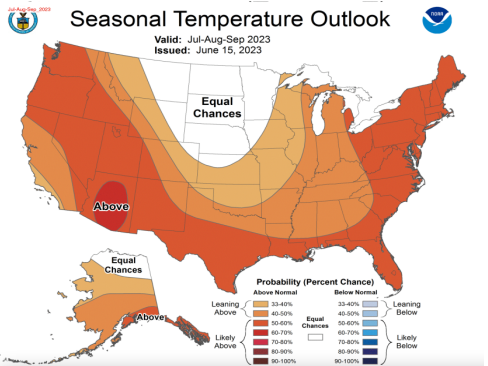 Jul-Aug-Sep, 2023
Seasonal Temperature Outlook
Valid: Jul-Aug-Sep 2023
Issued: June 15, 2023
noaa
Equal
Chances
Above
Equal
Chances
Above
Probability (Percent Chance)
Above Normal
Below Normal
Leaning
Above
33-40%
40-50%
Likely
Above
50-60%
60-70%
70-80%
80-90%
90-100%
Equal
Chances
33-40%
40-50%
Leaning
Below
50-60%
60-70%
70-80%
80-90%
90-100%
Likely
Below